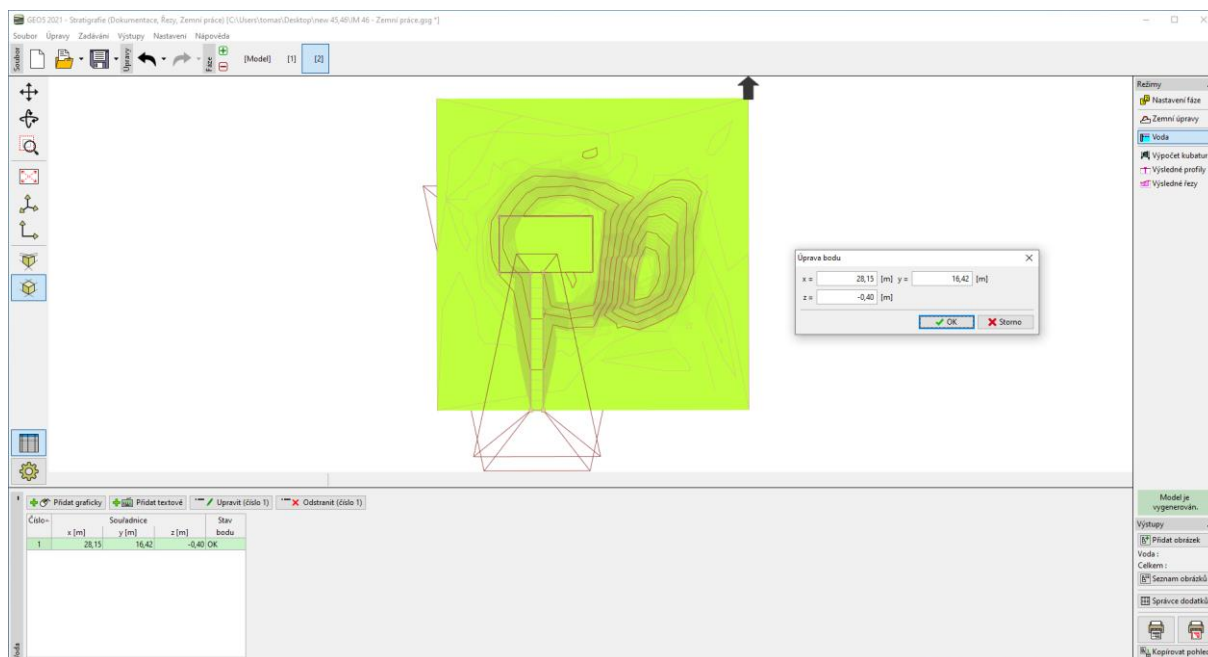 GEO5 2021 - Stratigrafie (Dokumentace, Řezy, Zemní práce) [C:\Users\tomas\Desktop\new 45,46\IM 46 - Zemní práce.gsg *]
Soubor Úpravy Zadávání Výstupy Nastavení Nápověda
Soubor
Úpravy
Fáze
[Model] [1] [2]
Režimy
Nastavení fáze
Zemní úpravy
Voda
Výpočet kubatur
Výsledné profily
Výsledné řezy
Úprava bodu
x = 28,15 [m] y = 16,42 [m]
z = -0,40 [m]
OK Storno
Přidat graficky Přidat textově Upravit (číslo 1) Odstranit (číslo 1)
Číslo Souřadnice Stav
x [m] y [m] z [m] bodu
1 28,15 16,42 -0,40 OK
Voda
Model je
vygenerován.
Výstupy
Přidat obrázek
Voda :
Celkem :
Seznam obrázků
Správce dodatků
Kopírovat pohled